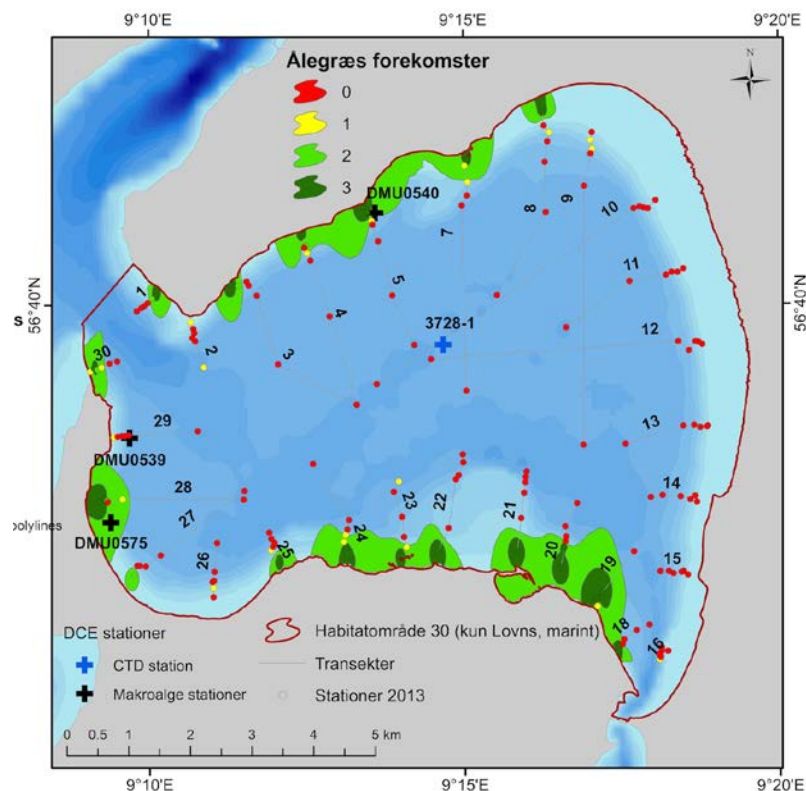 9°10'E 9°15'E 9°20'E
N
Ålegræs forekomster
0
1
2
3
DMU0540
10
9
8
7
11
1
5
56°40'N
56°40'N
s
4
3728-1
12
2
3
30
13
29
DMU0539
14
28
23
22
21
polylines
27
DMU0575
24
20
25
26
19
15
18
16
DCE stationer
CTD station
Makroalge stationer
Habitatområde 30 (kun Lovns, marint)
Transekter
Stationer 2013
0 0.5 1 2 3 4 5 km
9°10'E 9°15'E 9°20'E